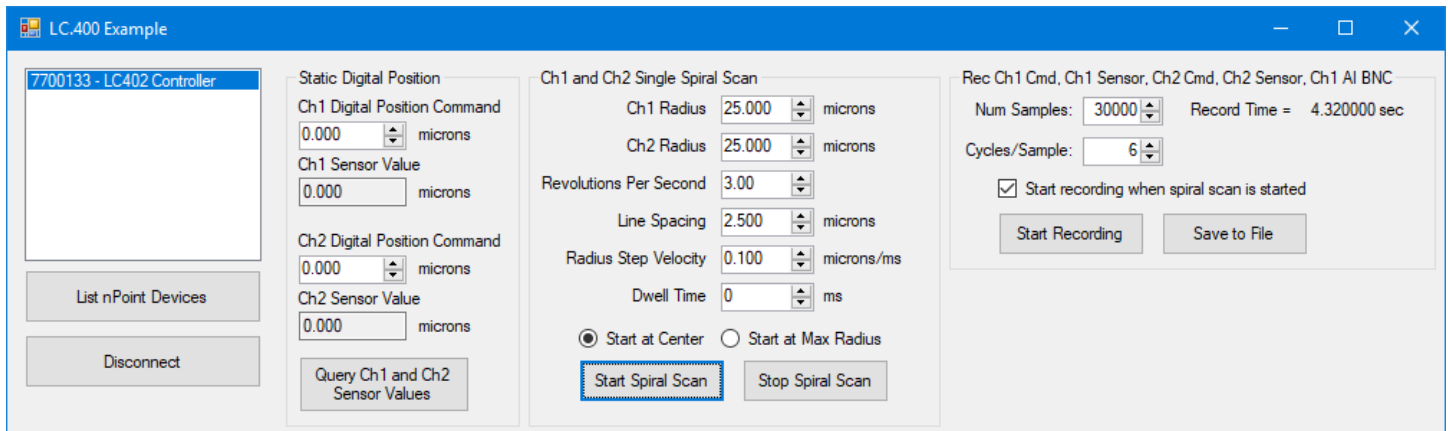 LC.400 Example
7700133 - LC402 Controller
List nPoint Devices
Disconnect
Static Digital Position
Ch1 Digital Position Command
0.000 microns
Ch1 Sensor Value
0.000 microns
Ch2 Digital Position Command
0.000 microns
Ch2 Sensor Value
0.000 microns
Query Ch1 and Ch2
Sensor Values
Ch1 and Ch2 Single Spiral Scan
Ch1 Radius 25.000 microns
Ch2 Radius 25.000 microns
Revolutions Per Second 3.00
Line Spacing 2.500 microns
Radius Step Velocity 0.100 microns/ms
Dwell Time 0 ms
Start at Center Start at Max Radius
Start Spiral Scan Stop Spiral Scan
Rec Ch1 Cmd, Ch1 Sensor, Ch2 Cmd, Ch2 Sensor, Ch1 AI BNC
Num Samples: 30000 Record Time = 4.320000 sec
Cycles/Sample: 6
Start recording when spiral scan is started
Start Recording Save to File